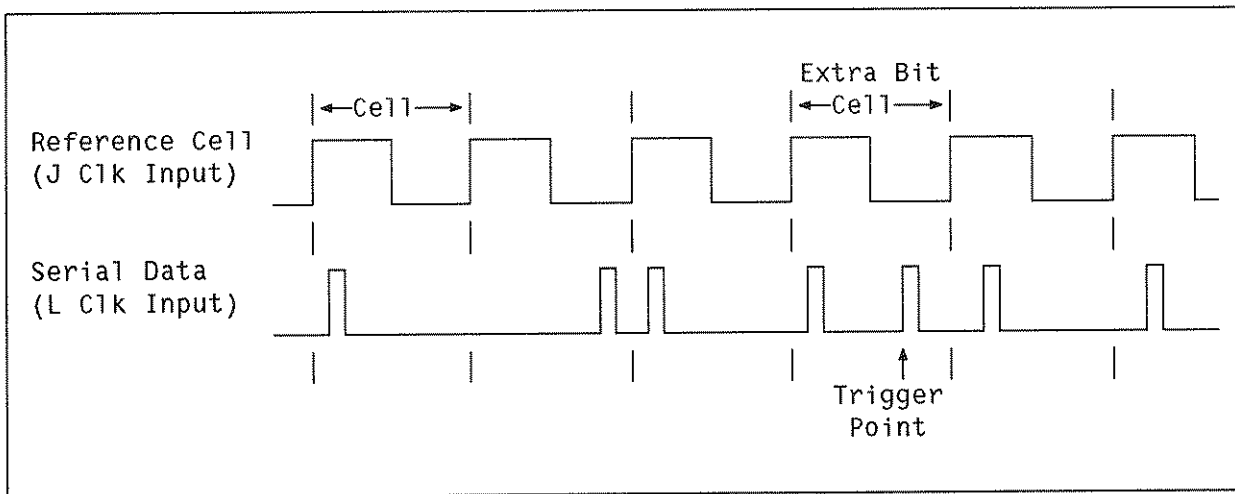 Extra Bit
Cell
Cell
Reference Cell
(J Clk Input)
Serial Data
(L Clk Input)
Trigger
Point